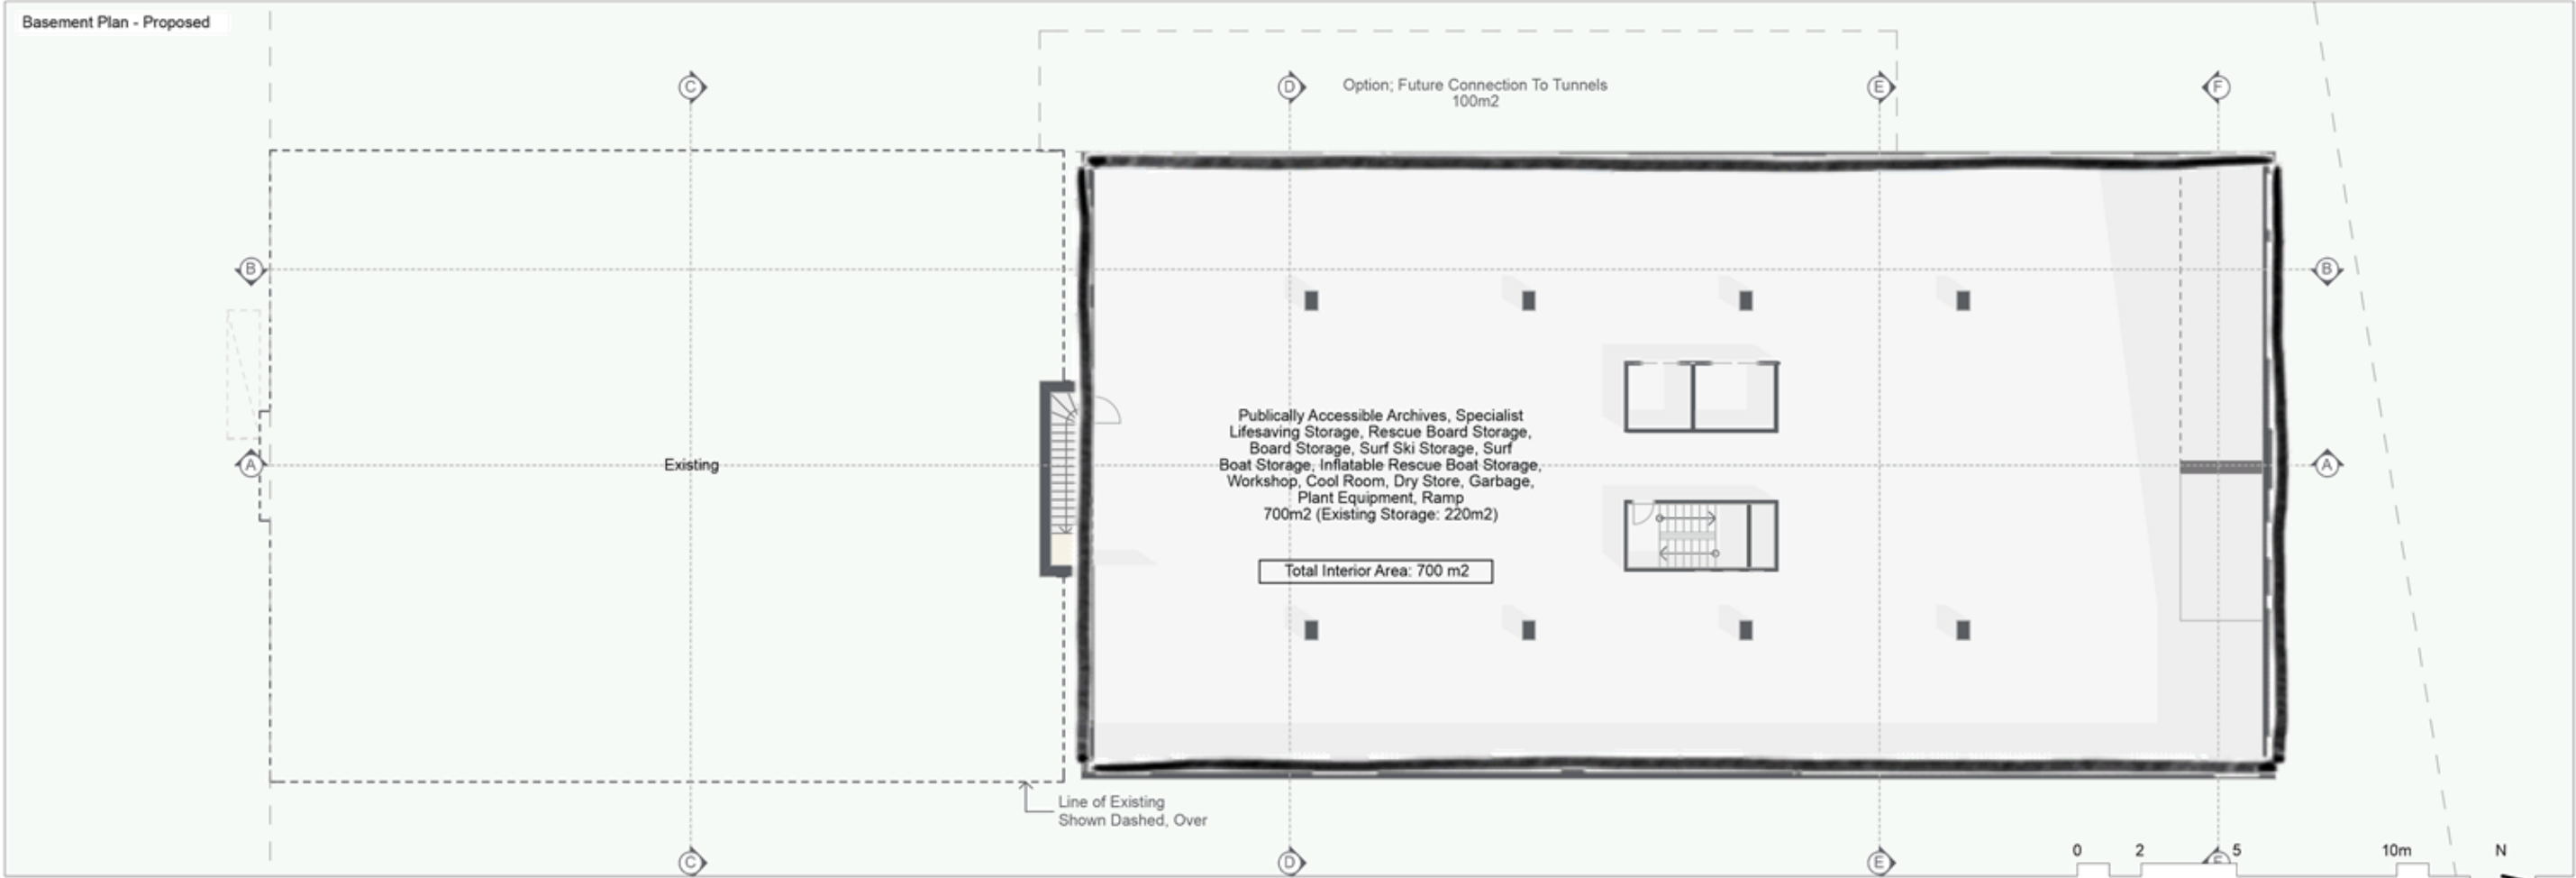 Basement Plan - Proposed
C
D
Option; Future Connection To Tunnels
100m2
E
F
B
B
Publically Accessible Archives, Specialist
Lifesaving Storage, Rescue Board Storage,
Board Storage, Surf Ski Storage, Surf
Boat Storage, Inflatable Rescue Boat Storage,
Workshop, Cool Room, Dry Store, Garbage,
Plant Equipment, Ramp
700m2 (Existing Storage: 220m2)
A
Existing
A
Total Interior Area: 700 m2
Line of Existing
Shown Dashed, Over
C
D
E
F
0 2 5 10m N